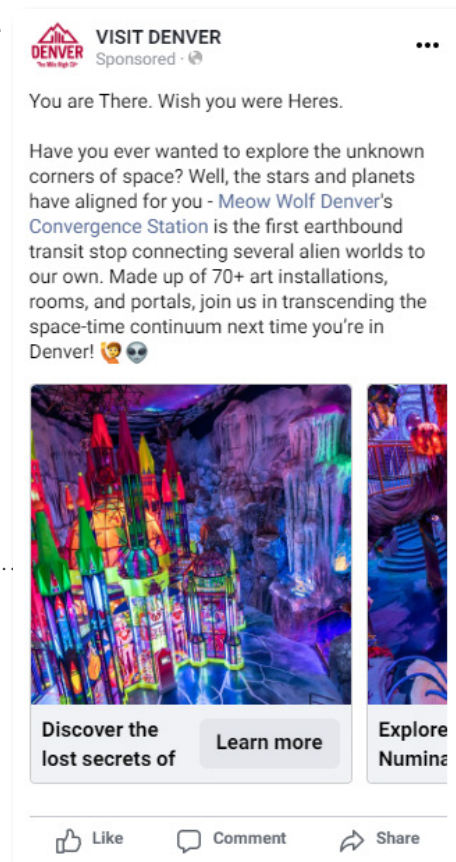 DENVER
The Mile High City
VISIT DENVER
Sponsored ·
You are There. Wish you were Heres.
Have you ever wanted to explore the unknown
corners of space? Well, the stars and planets
have aligned for you - Meow Wolf Denver's
Convergence Station is the first earthbound
transit stop connecting several alien worlds to
our own. Made up of 70+ art installations,
rooms, and portals, join us in transcending the
space-time continuum next time you're in
Denver! 🙋 👽
Discover the
lost secrets of
Learn more
Explore
Numina
Like
Comment
Share